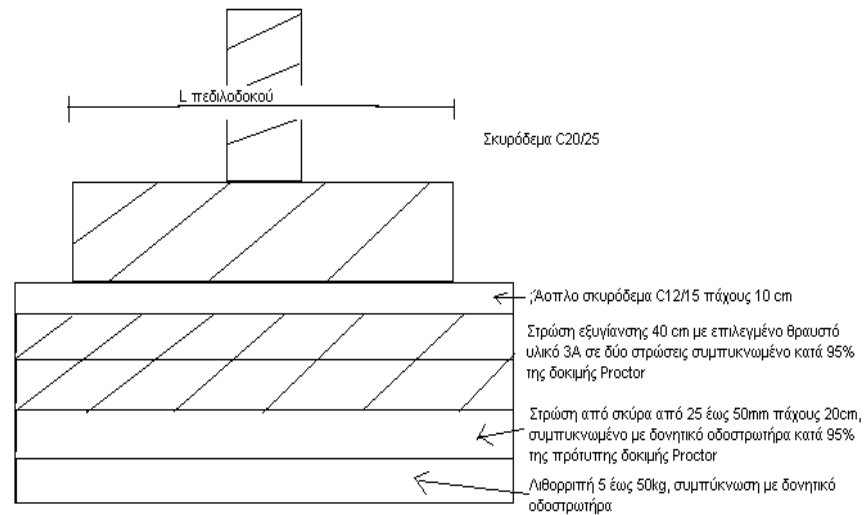 L πεδιλοδοκού
Σκυρόδεμα C20/25
;Άοπλο σκυρόδεμα C12/15 πάχους 10 cm
Στρώση εξυγίανσης 40 cm με επιλεγμένο θραυστό
υλικό 3Α σε δύο στρώσεις συμπυκνωμένο κατά 95%
της δοκιμής Proctor
Στρώση από σκύρα από 25 έως 50mm πάχους 20cm,
συμπυκνωμένο με δονητικό οδοστρωτήρα κατά 95%
της πρότυπης δοκιμής Proctor
Λιθορριπή 5 έως 50kg, συμπύκνωση με δονητικό
οδοστρωτήρα